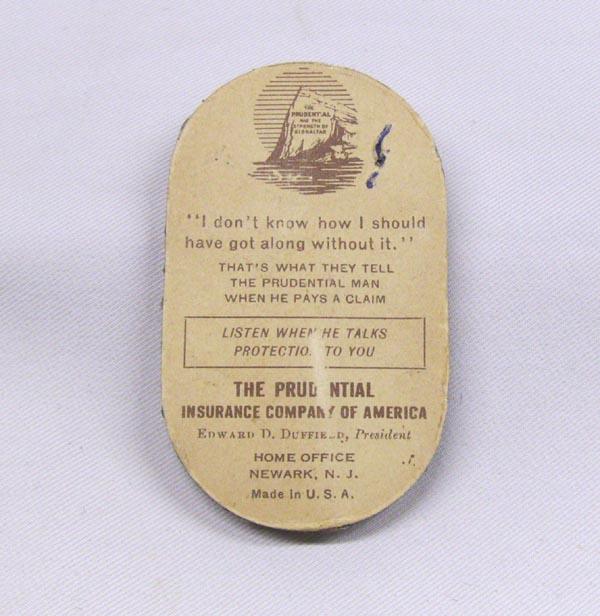 THE
PRUDENTIAL
HAS THE
STRENGTH OF
GIBRALTAR
"I don't know how I should
have got along without it."
THAT'S WHAT THEY TELL
THE PRUDENTIAL MAN
WHEN HE PAYS A CLAIM
LISTEN WHEN HE TALKS
PROTECTION TO YOU
THE PRUDENTIAL
INSURANCE COMPANY OF AMERICA
EDWARD D. DUFFIELD, President
HOME OFFICE
NEWARK, N. J.
Made in U. S. A.